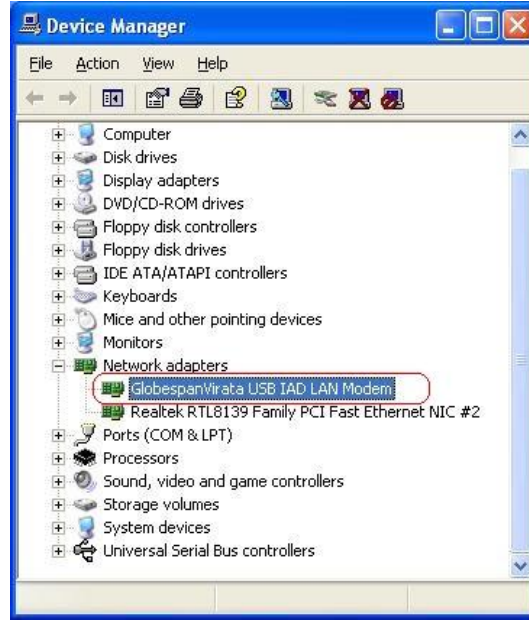 Device Manager
File Action View Help
Computer
Disk drives
Display adapters
DVD/CD-ROM drives
Floppy disk controllers
Floppy disk drives
IDE ATA/ATAPI controllers
Keyboards
Mice and other pointing devices
Monitors
Network adapters
GlobespanVirata USB IAD LAN Modem
Realtek RTL8139 Family PCI Fast Ethernet NIC #2
Ports (COM & LPT)
Processors
Sound, video and game controllers
Storage volumes
System devices
Universal Serial Bus controllers